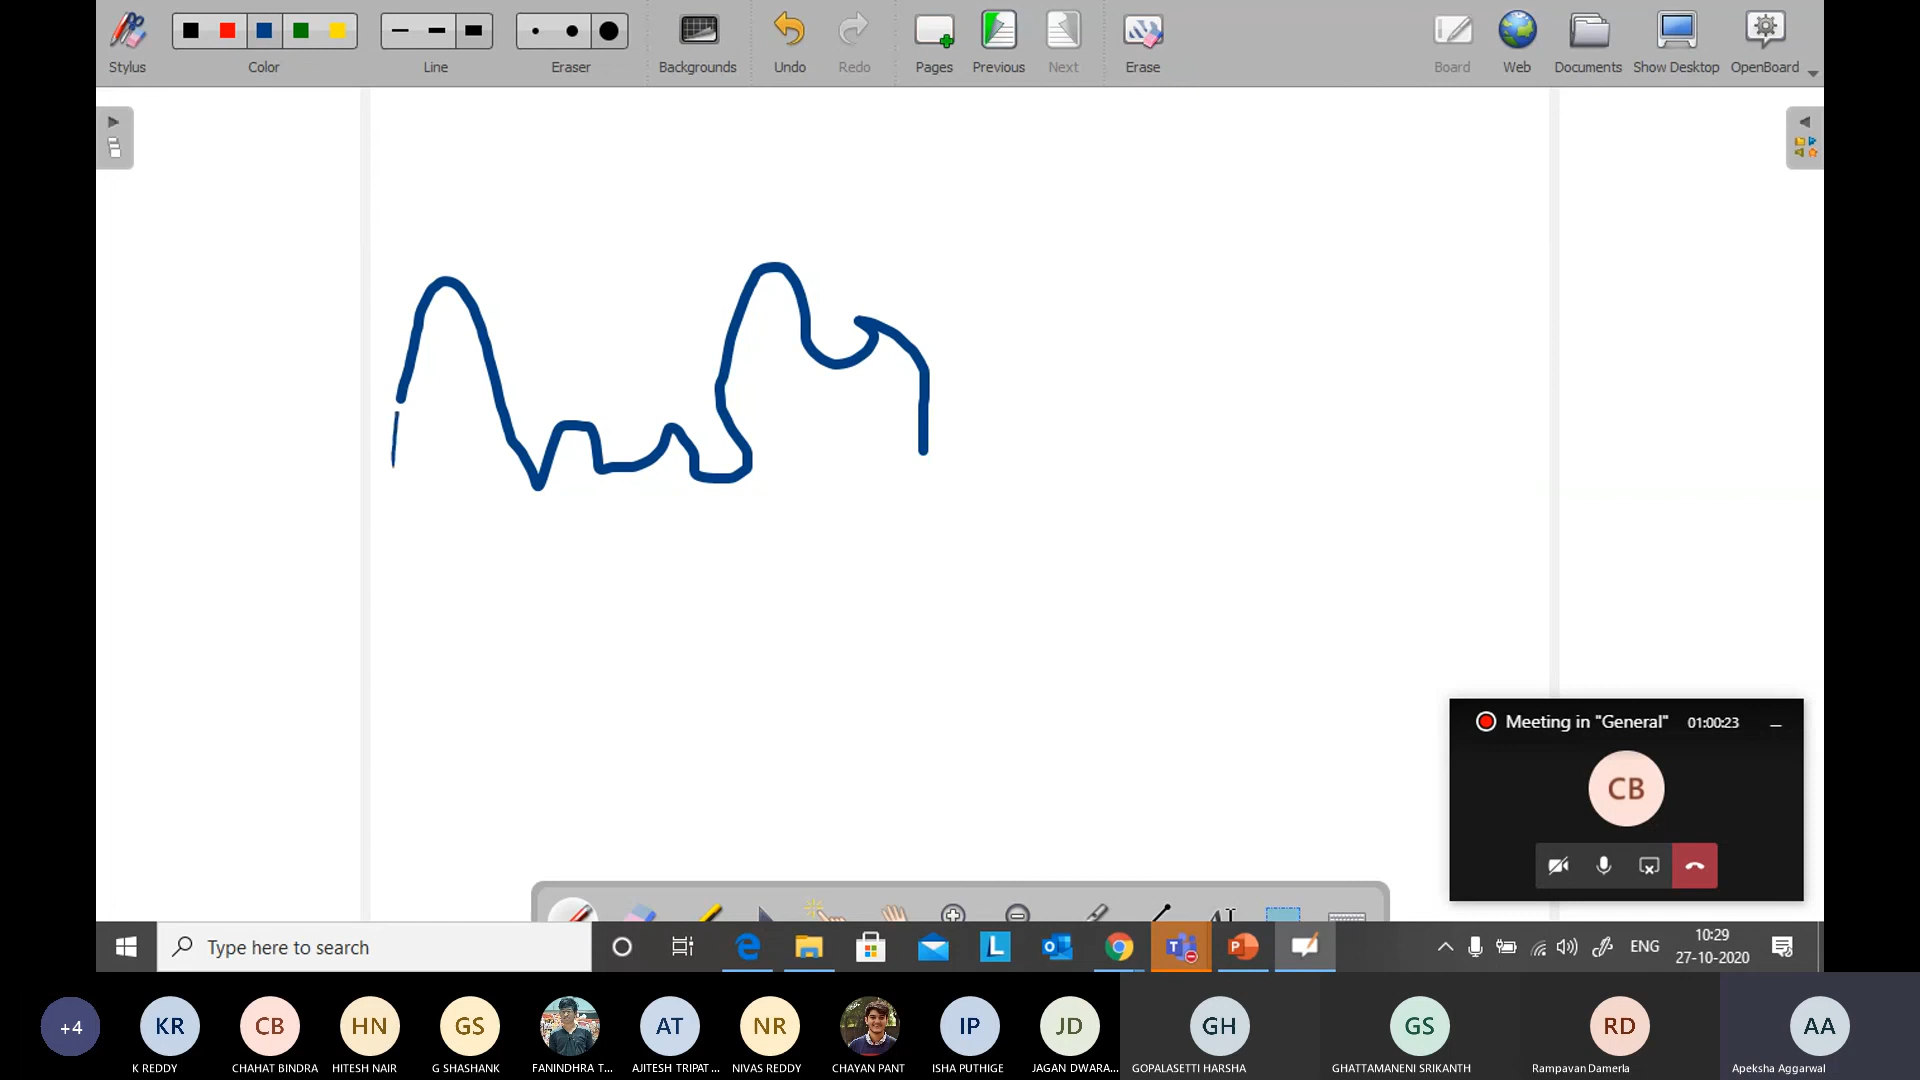 Stylus Color Line Eraser Backgrounds Undo Redo Pages Previous Next Erase Board Web Documents Show Desktop OpenBoard
Meeting in "General" 01:00:23
CB
Type here to search
L
ENG
10:29
27-10-2020
+4 KR CB HN GS AT NR IP JD GH GS RD AA
K REDDY CHAHAT BINDRA HITESH NAIR G SHASHANK FANINDHRA T... AJITESH TRIPAT... NIVAS REDDY CHAYAN PANT ISHA PUTHIGE JAGAN DWARA... GOPALASETTI HARSHA GHATTAMANENI SRIKANTH Rampavan Damerla Apeksha Aggarwal